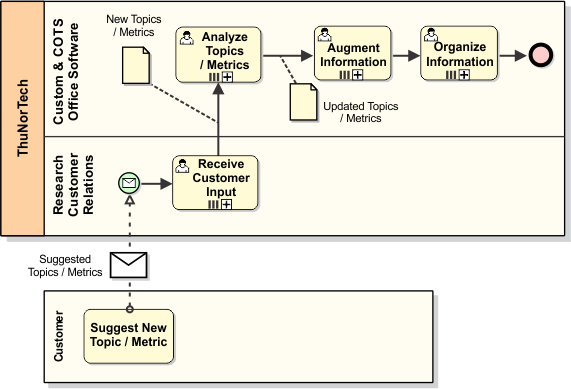 ThuNorTech
Custom & COTS
Office Software
New Topics
/ Metrics
Analyze
Topics
/ Metrics
Augment
Information
Organize
Information
Updated Topics
/ Metrics
Research
Customer
Relations
Receive
Customer
Input
Suggested
Topics / Metrics
Customer
Suggest New
Topic / Metric